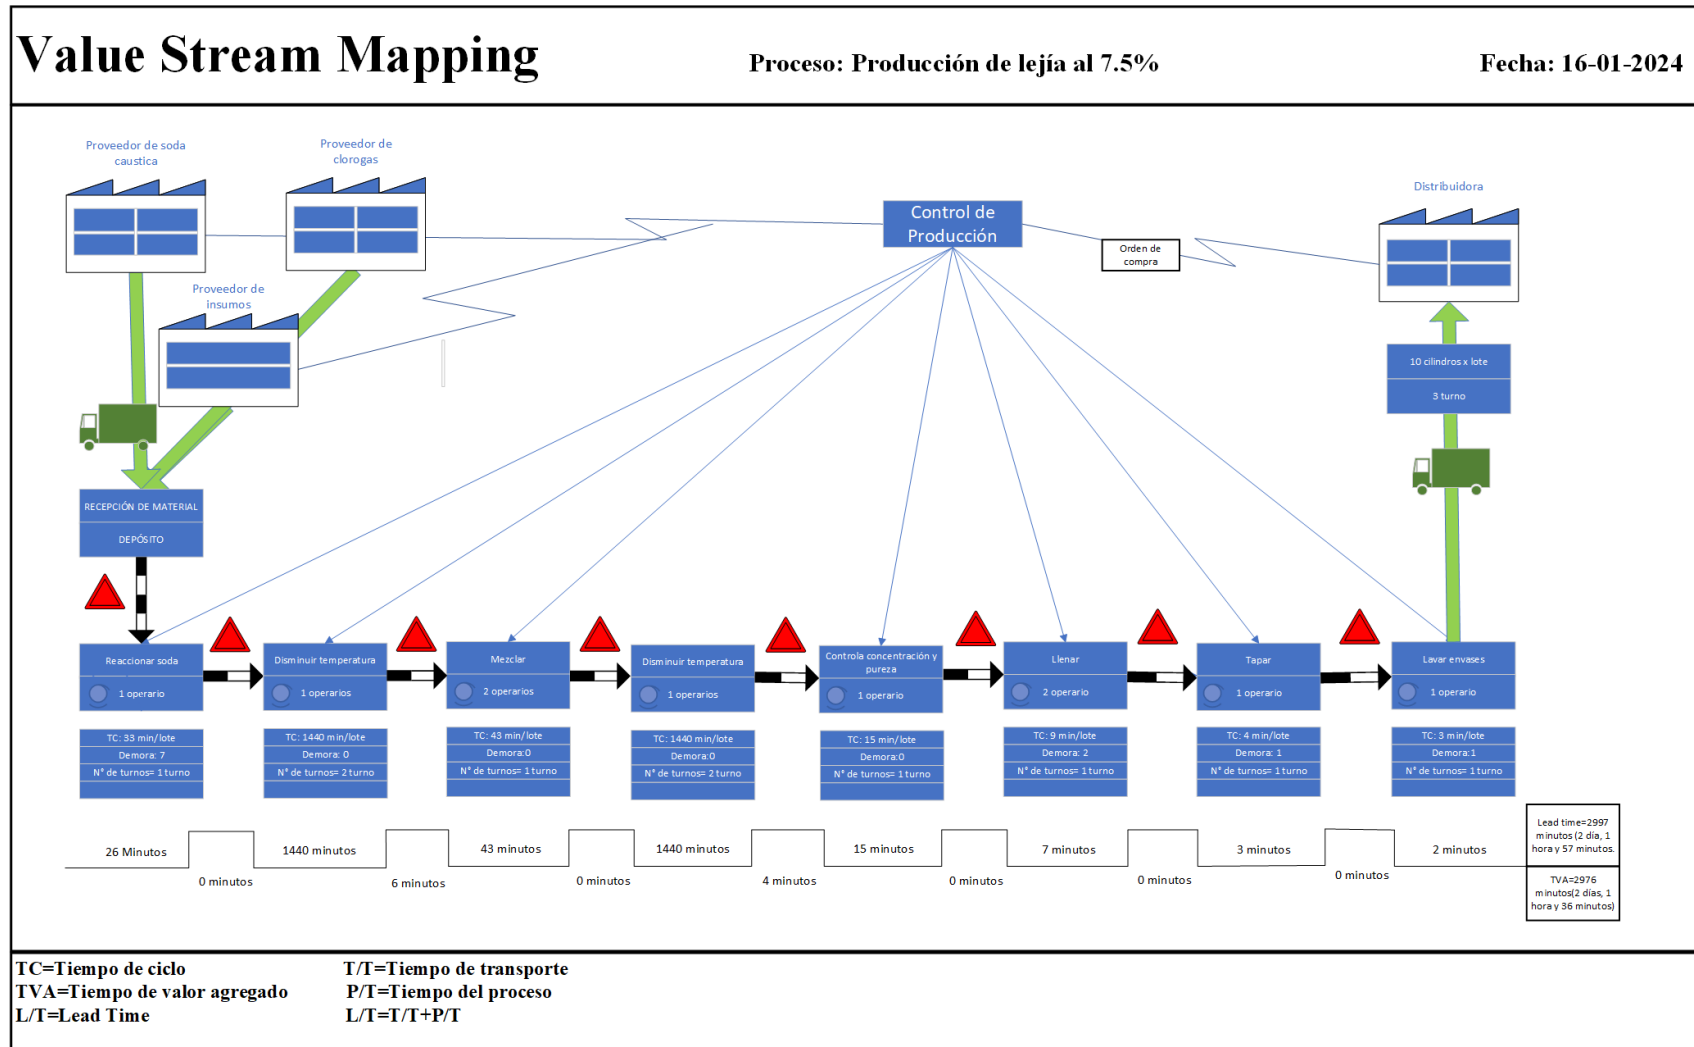 Value Stream Mapping
Proceso: Producción de lejía al 7.5%
Fecha: 16-01-2024
Proveedor de soda
caustica
Proveedor de
clorogas
Proveedor de
insumos
Control de
Producción
Orden de
compra
Distribuidora
10 cilindros x lote
3 turno
RECEPCIÓN DE MATERIAL
DEPÓSITO
Reaccionar soda
1 operario
Disminuir temperatura
1 operarios
Mezclar
2 operarios
Disminuir temperatura
1 operarios
Controla concentración y
pureza
1 operario
Llenar
2 operario
Tapar
1 operario
Lavar envases
1 operario
TC: 33 min/lote
Demora: 7
N° de turnos= 1 turno
TC: 1440 min/lote
Demora: 0
N° de turnos= 2 turno
TC: 43 min/lote
Demora:0
N° de turnos= 1 turno
TC: 1440 min/lote
Demora:0
N° de turnos= 2 turno
TC: 15 min/lote
Demora:0
N° de turnos= 1 turno
TC: 9 min/lote
Demora: 2
N° de turnos= 1 turno
TC: 4 min/lote
Demora: 1
N° de turnos= 1 turno
TC: 3 min/lote
Demora:1
N° de turnos= 1 turno
26 Minutos
0 minutos
1440 minutos
6 minutos
43 minutos
0 minutos
1440 minutos
4 minutos
15 minutos
0 minutos
7 minutos
0 minutos
3 minutos
0 minutos
2 minutos
Lead time=2997
minutos (2 día, 1
hora y 57 minutos.
TVA=2976
minutos(2 días, 1
hora y 36 minutos)
TC=Tiempo de ciclo
T/T=Tiempo de transporte
TVA=Tiempo de valor agregado
P/T=Tiempo del proceso
L/T=Lead Time
L/T=T/T+P/T